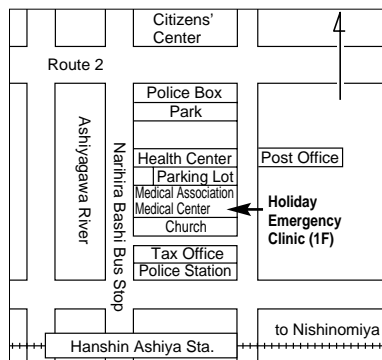 Citizens'
Center
Route 2
Police Box
Park
Ashiyagawa River
Narihira Bashi Bus Stop
Health Center
Post Office
Parking Lot
Medical Association
Medical Center
Holiday
Emergency
Clinic (1F)
Church
Tax Office
Police Station
to Nishinomiya
Hanshin Ashiya Sta.